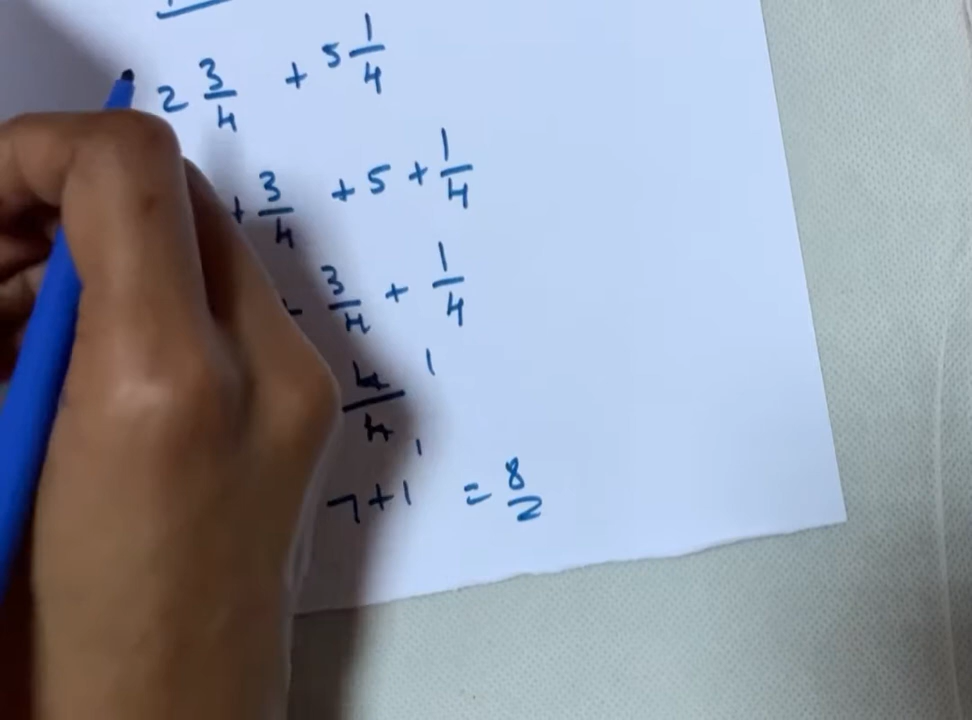 2 3/4 + 5 1/4
+ 3/4 + 5 + 1/4
3/4 + 1/4
4/4 1 1
7+1 = 8/2